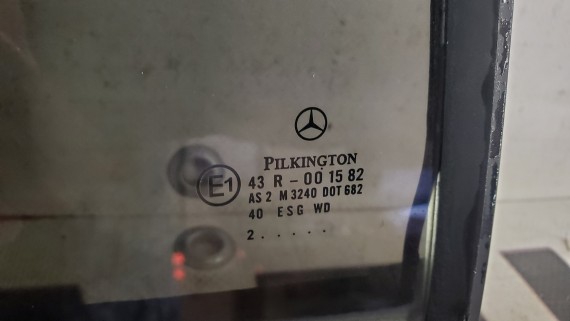 PILKINGTON
E1 43 R - 00 15 82
AS 2 M 3240 DOT 682
40 ESG WD
2 . . . . .